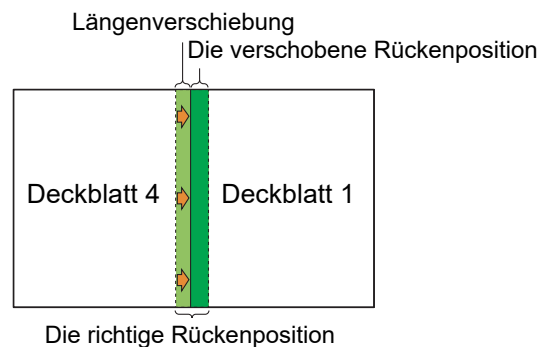 Längenverschiebung
Die verschobene Rückenposition
Deckblatt 4
Deckblatt 1
Die richtige Rückenposition